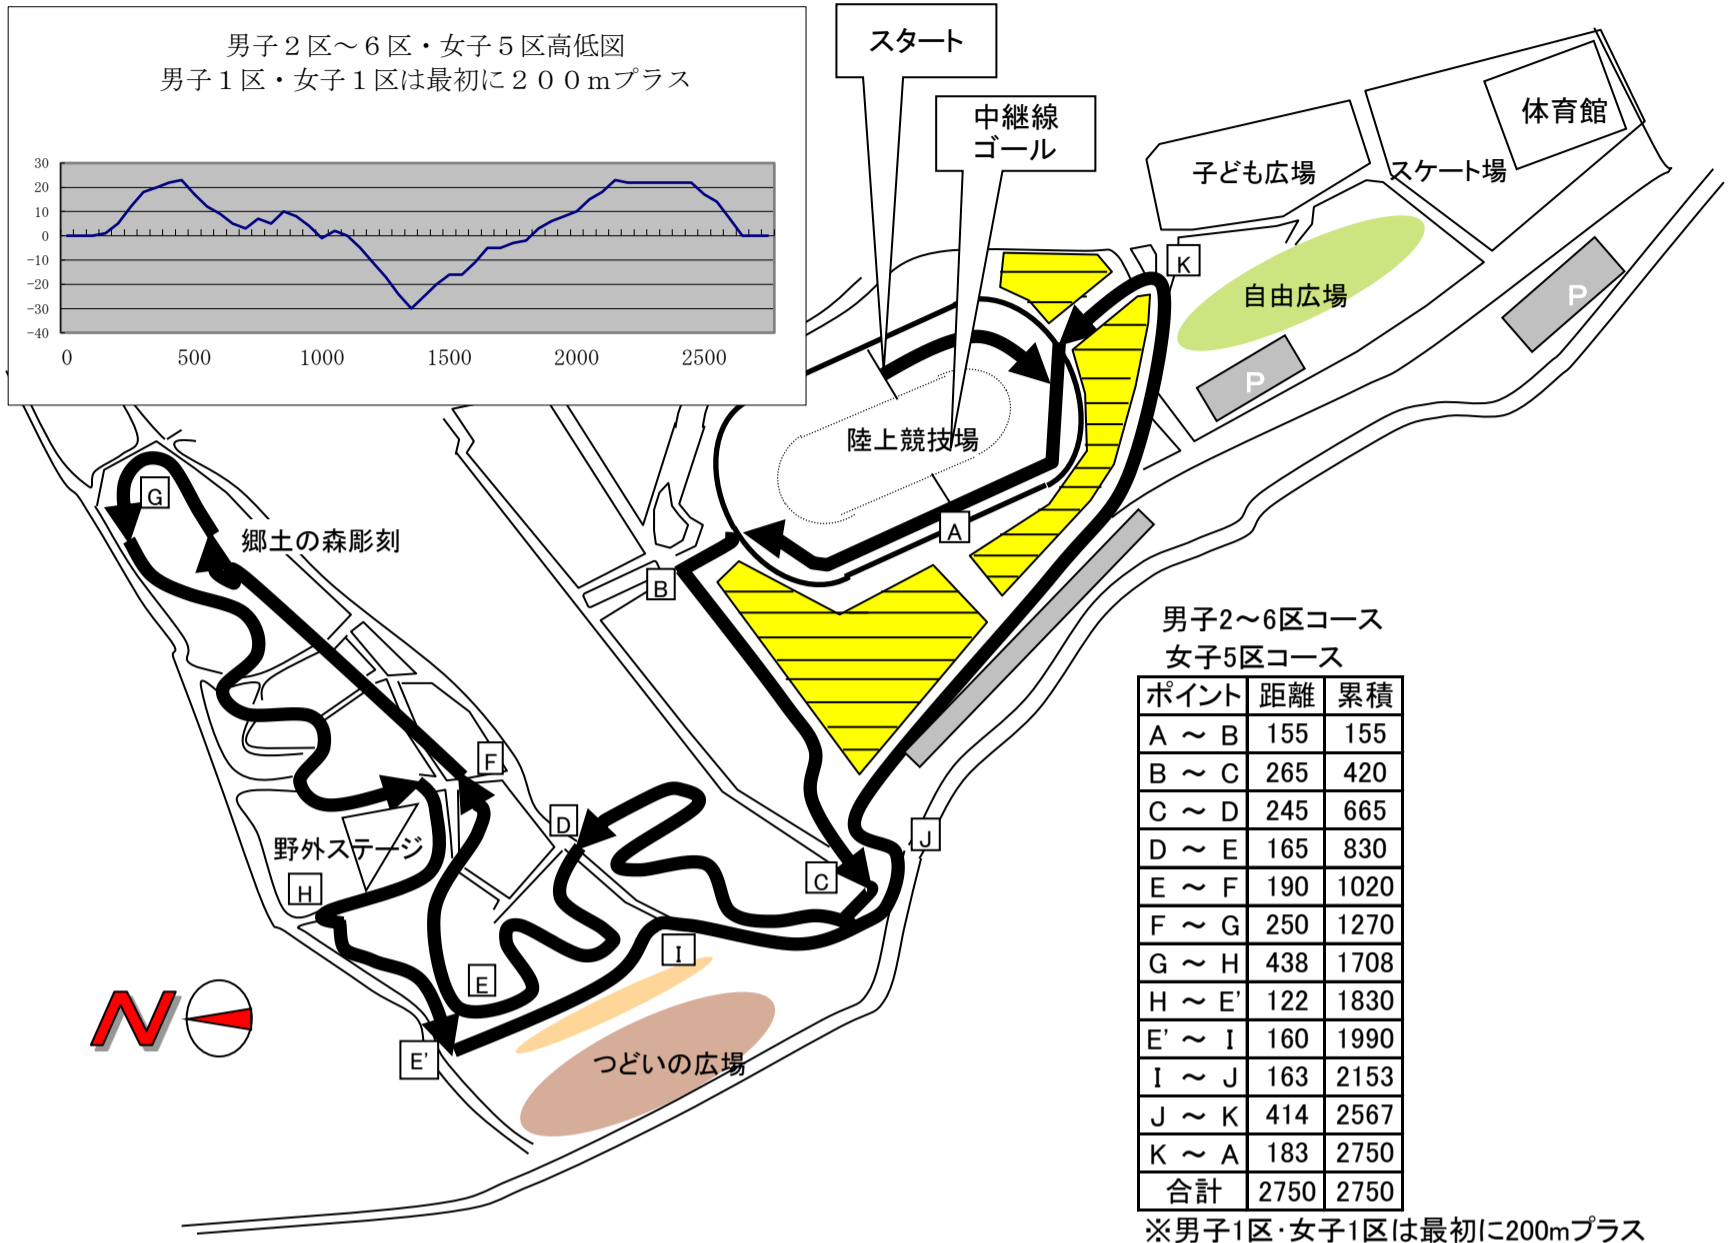 男子２区～６区・女子５区高低図
男子１区・女子１区は最初に２００ｍプラス
30
20
10
0
-10
-20
-30
-40
0 500 1000 1500 2000 2500
スタート
中継線
ゴール
体育館
子ども広場
スケート場
K
自由広場
P
P
陸上競技場
A
G
郷土の森彫刻
B
F
D
J
野外ステージ
C
H
I
E
E'
つどいの広場
N
男子2～6区コース
女子5区コース
ポイント 距離 累積
A ～ B 155 155
B ～ C 265 420
C ～ D 245 665
D ～ E 165 830
E ～ F 190 1020
F ～ G 250 1270
G ～ H 438 1708
H ～ E' 122 1830
E' ～ I 160 1990
I ～ J 163 2153
J ～ K 414 2567
K ～ A 183 2750
合計 2750 2750
※男子1区･女子1区は最初に200mプラス